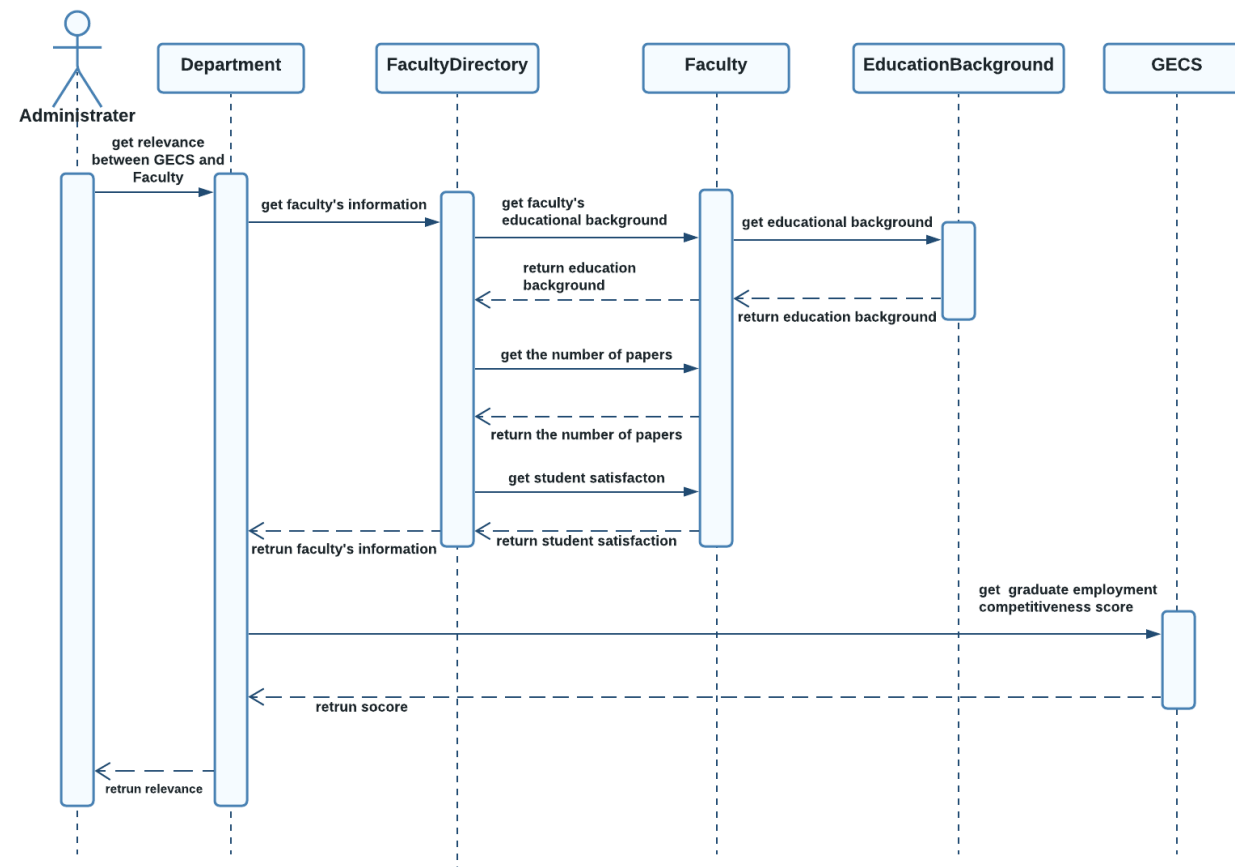 Administrater
Department
FacultyDirectory
Faculty
EducationBackground
GECS
get relevance
between GECS and
Faculty
get faculty's information
get faculty's
educational background
get educational background
return education
background
return education background
get the number of papers
return the number of papers
get student satisfacton
return student satisfaction
retrun faculty's information
get  graduate employment
competitiveness score
retrun socore
retrun relevance